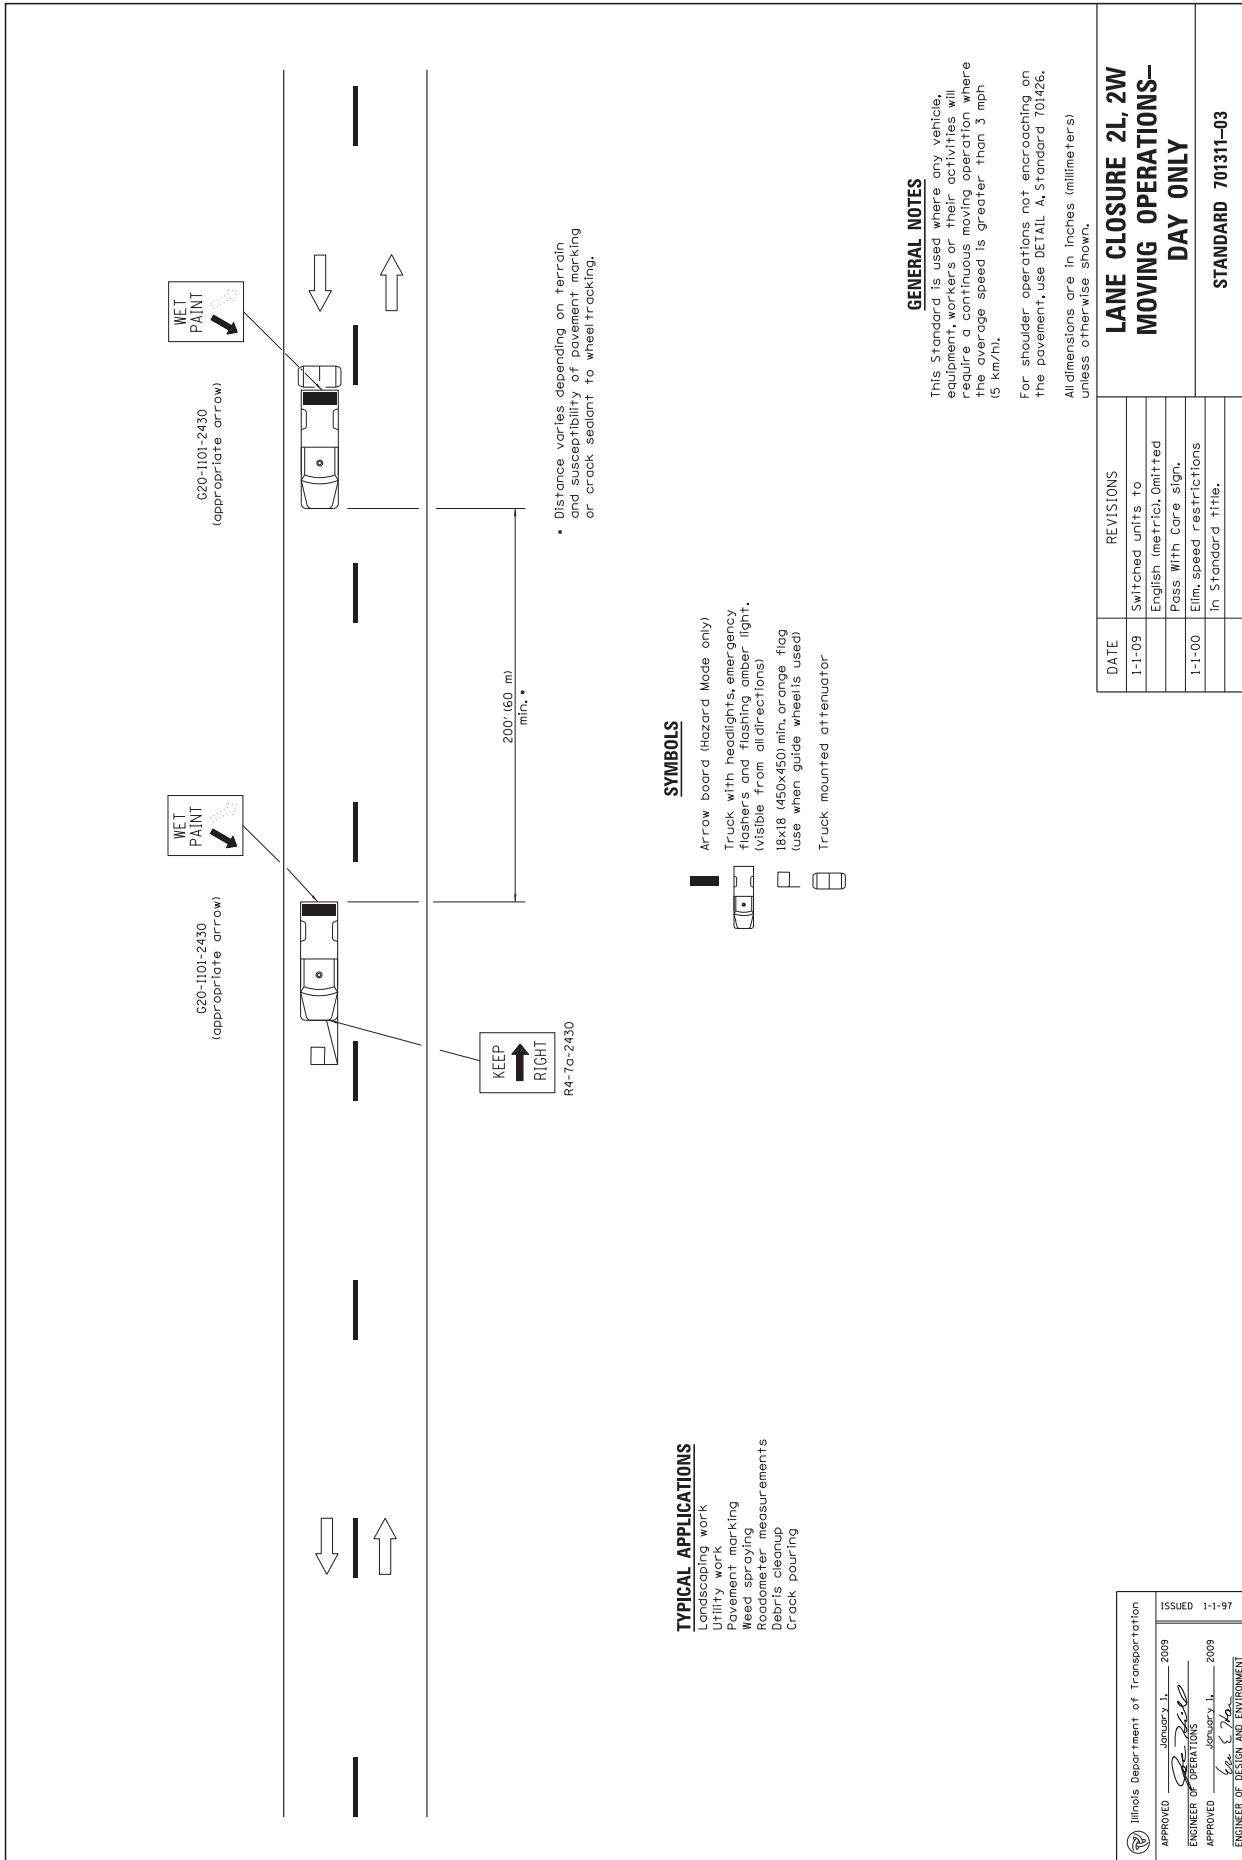 G20-I101-2430
(appropriate arrow)
WET
PAINT
G20-I101-2430
(appropriate arrow)
WET
PAINT
KEEP
RIGHT
R4-7a-2430
200' (60 m)
min. *
* Distance varies depending on terrain
and susceptibility of pavement marking
or crack sealant to wheel tracking.
TYPICAL APPLICATIONS
Landscaping work
Utility work
Pavement marking
Weed spraying
Roadometer measurements
Debris cleanup
Crack pouring
SYMBOLS
Arrow board (Hazard Mode only)
Truck with headlights, emergency
flashers and flashing amber light.
(visible from all directions)
18x18 (450x450) min. orange flag
(use when guide wheel is used)
Truck mounted attenuator
GENERAL NOTES
This Standard is used where any vehicle,
equipment, workers or their activities will
require a continuous moving operation where
the average speed is greater than 3 mph
(5 km/h).
For shoulder operations not encroaching on
the pavement, use DETAIL A, Standard 701426.
All dimensions are in inches (millimeters)
unless otherwise shown.
Illinois Department of Transportation
APPROVED January 1, 2009
ENGINEER OF OPERATIONS
APPROVED January 1, 2009
ENGINEER OF DESIGN AND ENVIRONMENT
ISSUED 1-1-97
DATE REVISIONS
1-1-09 Switched units to
English (metric). Omitted
Pass With Care sign.
1-1-00 Elim. speed restrictions
in Standard title.
LANE CLOSURE 2L, 2W
MOVING OPERATIONS–
DAY ONLY
STANDARD 701311–03